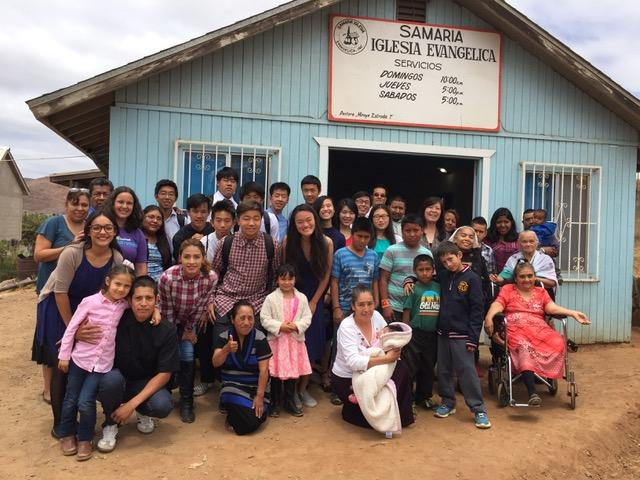 SAMARIA
IGLESIA EVANGELICA
SERVICIOS
DOMINGOS 10:00 a.m.
JUEVES 5:00 p.m.
SABADOS 5:00 p.m.